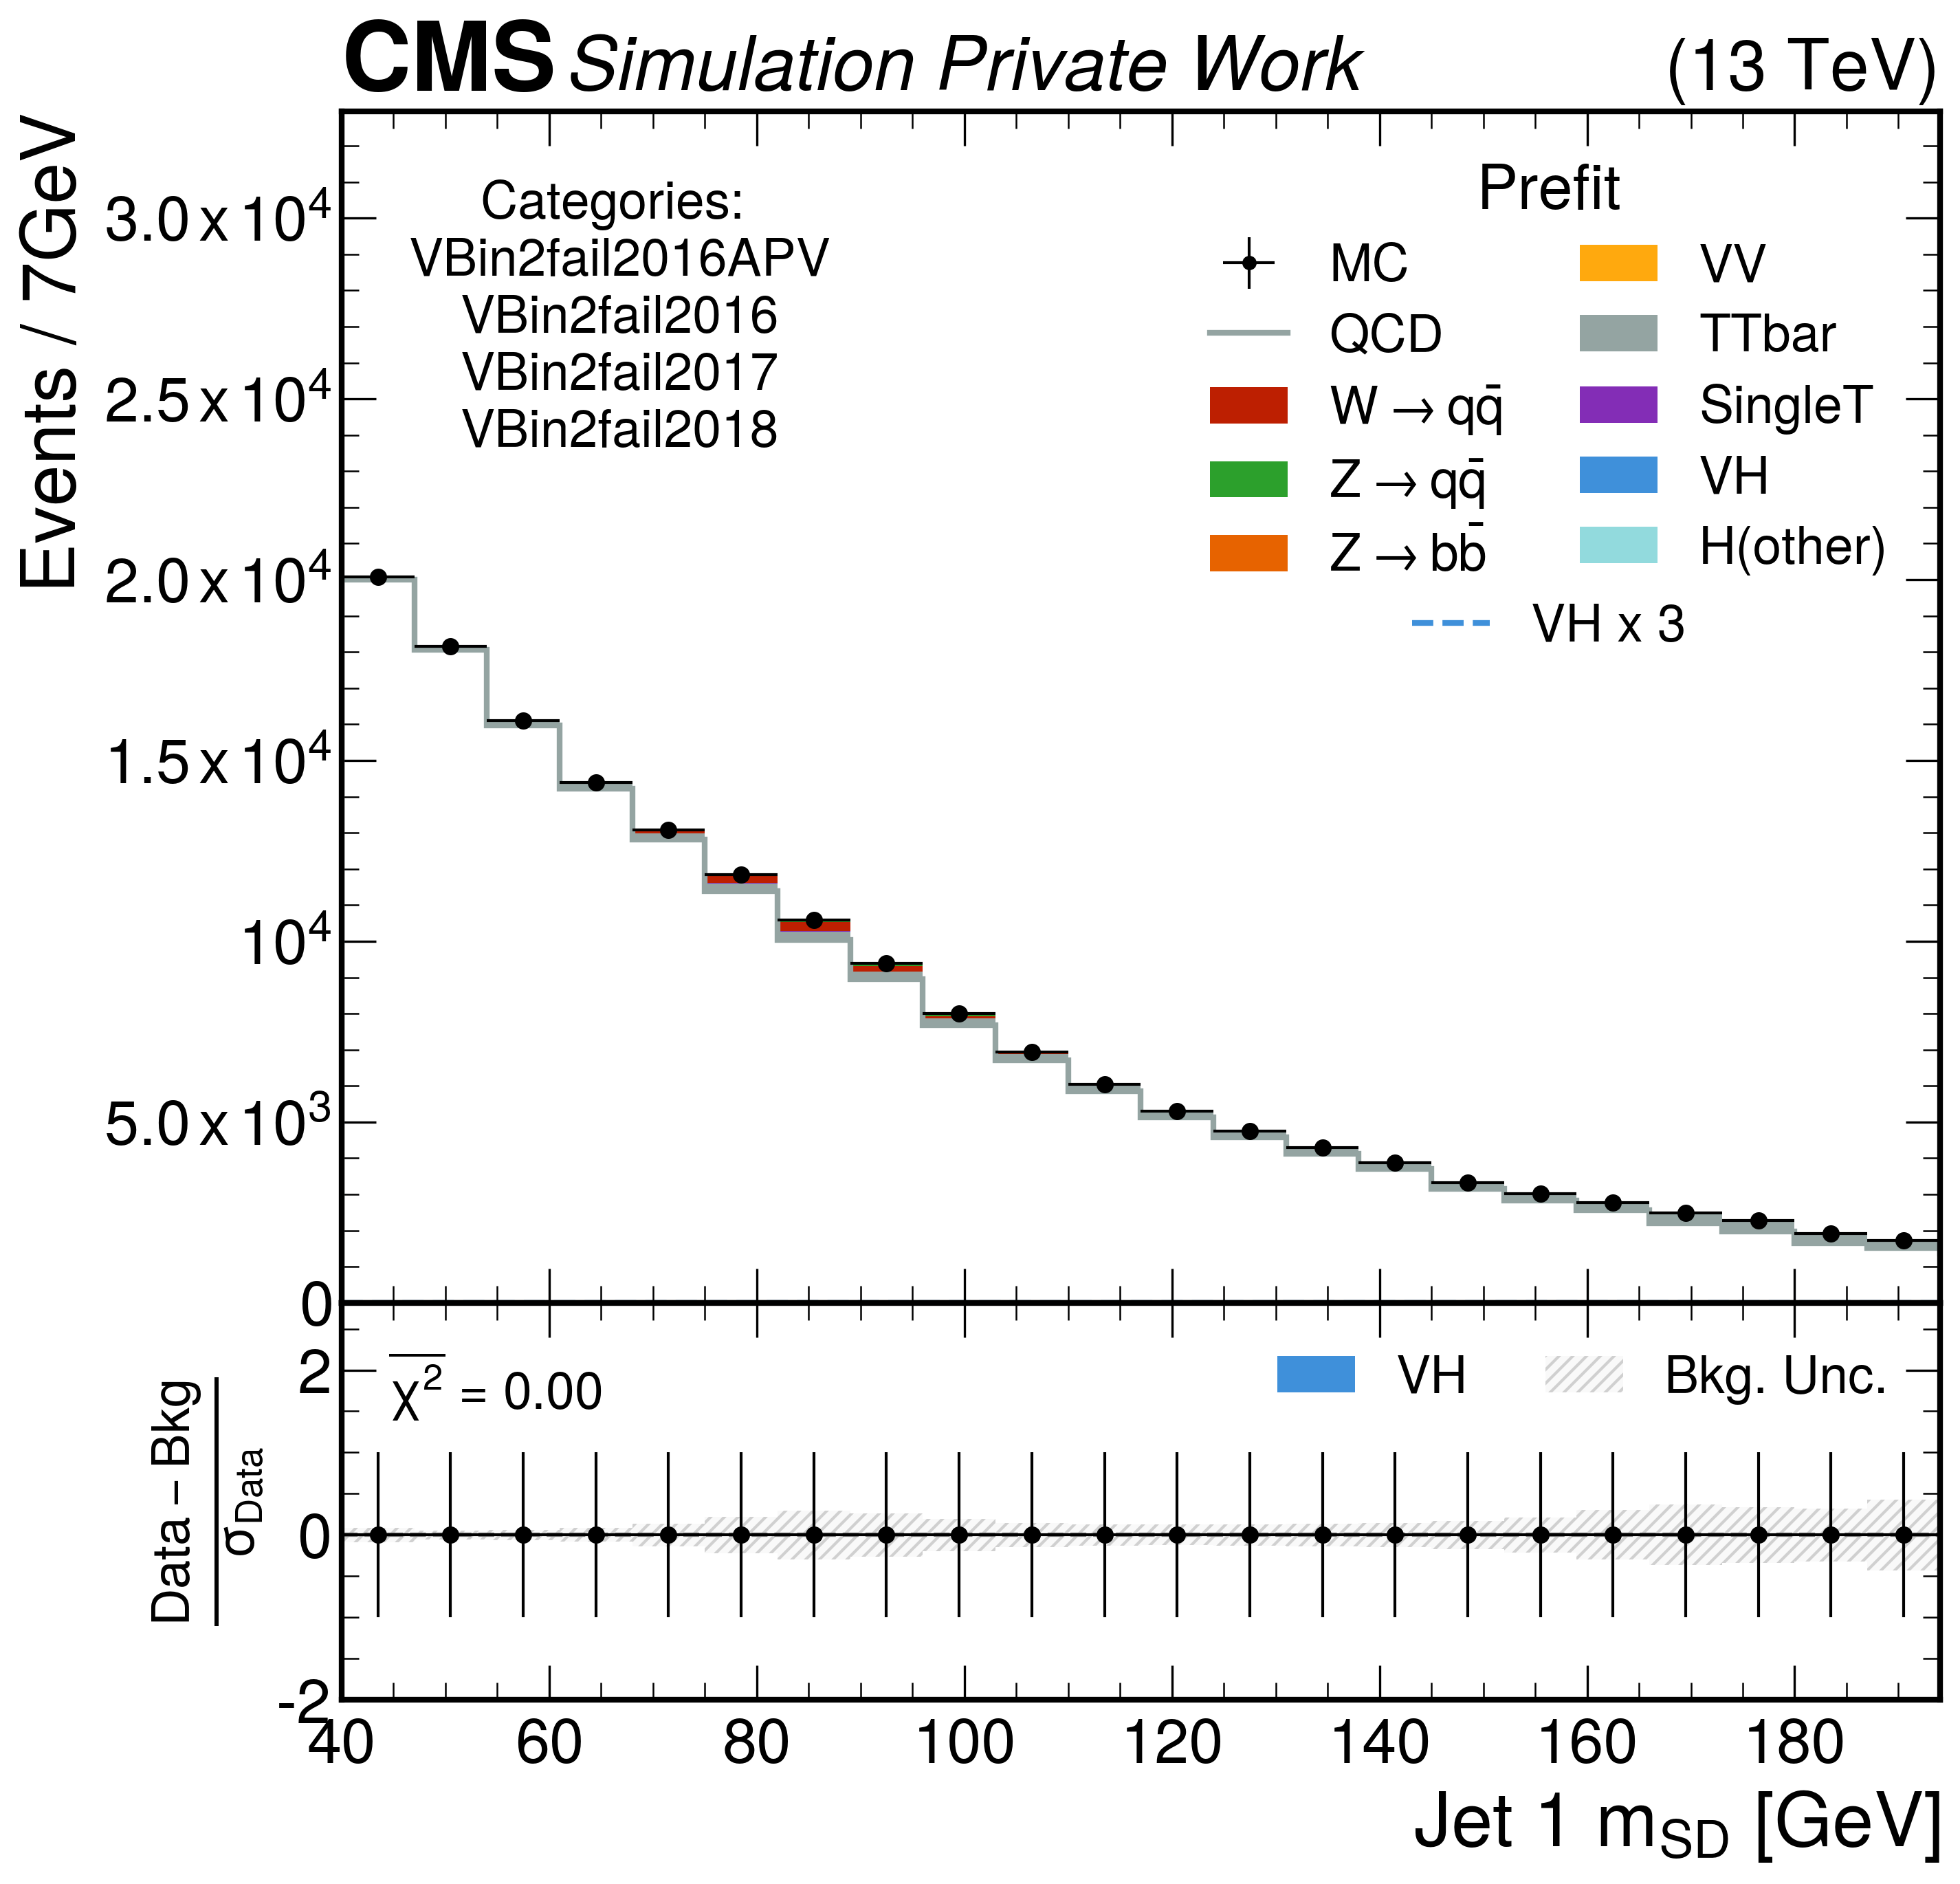 CMS Simulation Private Work (13 TeV)
Events / 7GeV
3.0 x 10⁴
2.5 x 10⁴
2.0 x 10⁴
1.5 x 10⁴
10⁴
5.0 x 10³
0
Categories:
VBin2fail2016APV
VBin2fail2016
VBin2fail2017
VBin2fail2018
Prefit
MC
QCD
W → qq̄
Z → qq̄
Z → bb̄
VV
TTbar
SingleT
VH
H(other)
VH x 3
Data – Bkg
σ_Data
2
0
-2
χ² = 0.00
VH
Bkg. Unc.
40 60 80 100 120 140 160 180
Jet 1 m_SD [GeV]